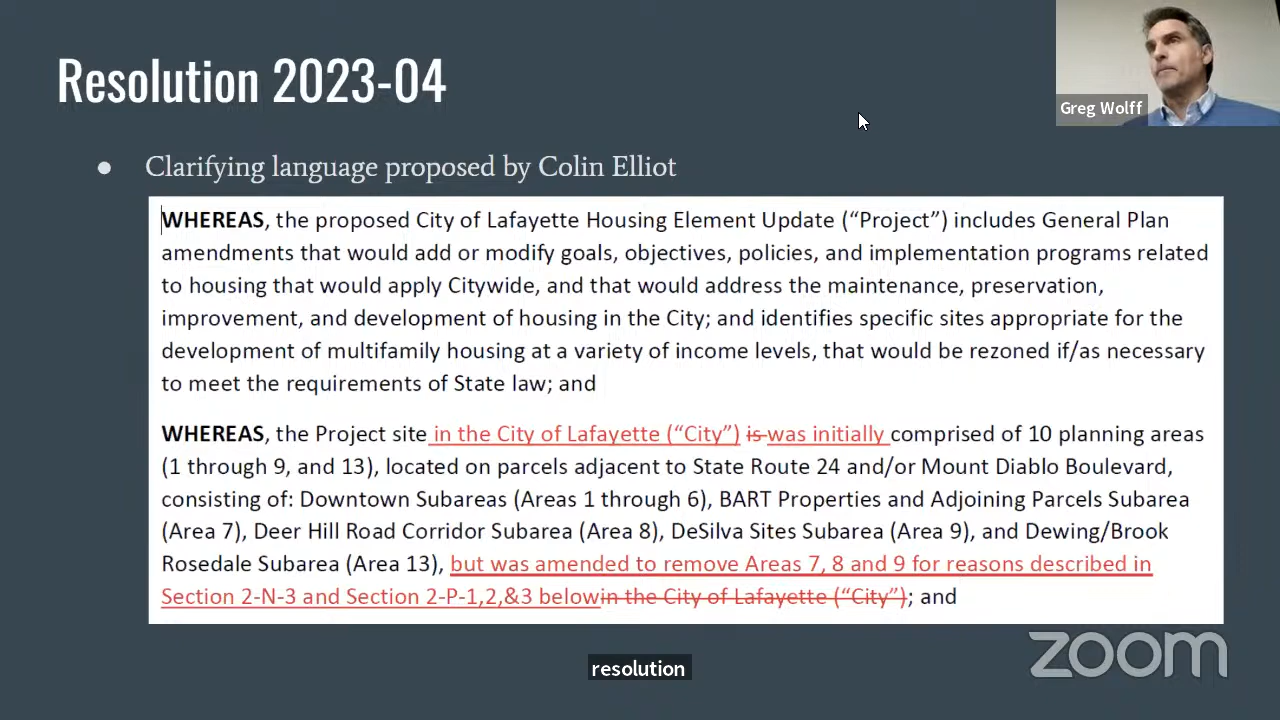 Resolution 2023-04
Greg Wolff
● Clarifying language proposed by Colin Elliot
WHEREAS, the proposed City of Lafayette Housing Element Update (“Project”) includes General Plan
amendments that would add or modify goals, objectives, policies, and implementation programs related
to housing that would apply Citywide, and that would address the maintenance, preservation,
improvement, and development of housing in the City; and identifies specific sites appropriate for the
development of multifamily housing at a variety of income levels, that would be rezoned if/as necessary
to meet the requirements of State law; and
WHEREAS, the Project site in the City of Lafayette (“City”) is was initially comprised of 10 planning areas
(1 through 9, and 13), located on parcels adjacent to State Route 24 and/or Mount Diablo Boulevard,
consisting of: Downtown Subareas (Areas 1 through 6), BART Properties and Adjoining Parcels Subarea
(Area 7), Deer Hill Road Corridor Subarea (Area 8), DeSilva Sites Subarea (Area 9), and Dewing/Brook
Rosedale Subarea (Area 13), but was amended to remove Areas 7, 8 and 9 for reasons described in
Section 2-N-3 and Section 2-P-1,2,&3 belowin the City of Lafayette (“City”); and
zoom
resolution